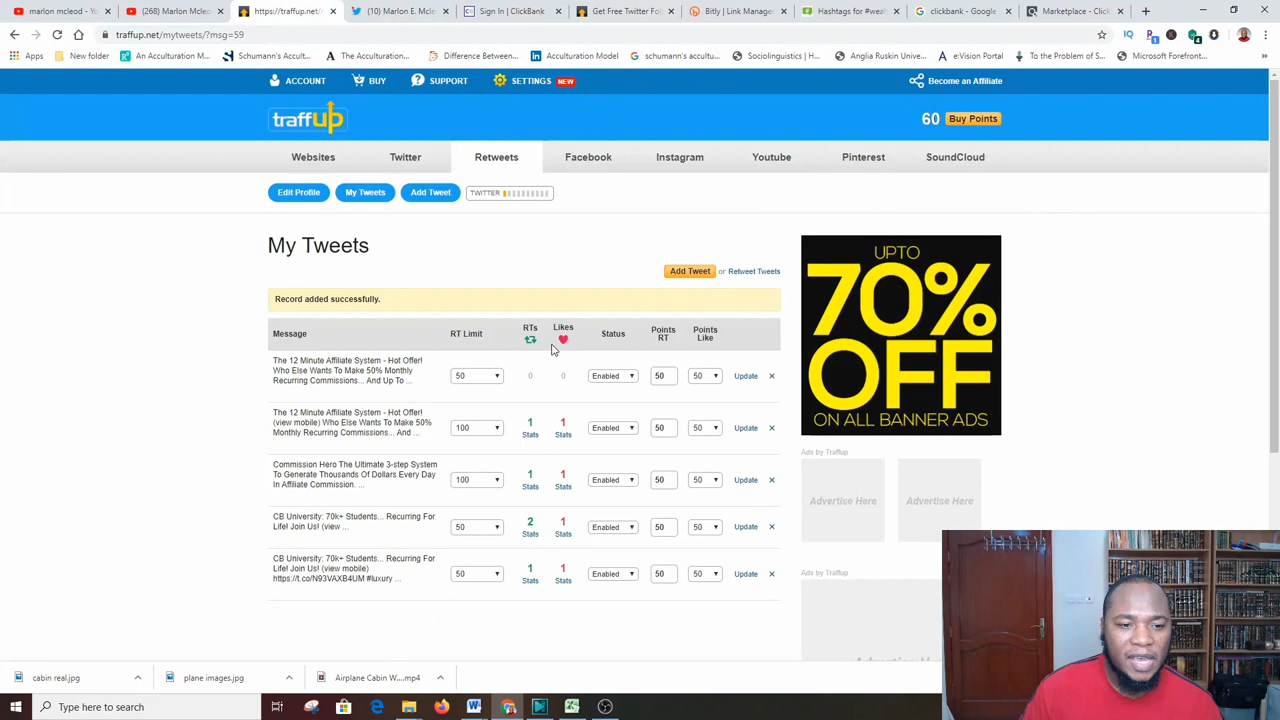 marlon mcleod - Yo
(268) Marlon Mcleo
https://traffup.net/
(10) Marlon E. Mcle
Sign In | ClickBank
Get Free Twitter Fo
Bitly | Link Manage
Hashtags for #weal
clickbank - Google
Marketplace - Click
traffup.net/mytweets/?msg=59
Apps
New folder
An Acculturation M...
Schumann's Accult...
The Acculturation...
Difference Betwee...
Acculturation Model
schumann's accultu...
Sociolinguistics | H...
Anglia Ruskin Unive...
e:Vision Portal
To the Problem of S...
Microsoft Forefront...
ACCOUNT
BUY
SUPPORT
SETTINGS NEW
Become an Affiliate
traffup
60 Buy Points
Websites
Twitter
Retweets
Facebook
Instagram
Youtube
Pinterest
SoundCloud
Edit Profile
My Tweets
Add Tweet
TWITTER
My Tweets
Add Tweet or Retweet Tweets
Record added successfully.
Message RT Limit RTs Likes Status Points RT Points Like
The 12 Minute Affiliate System - Hot Offer!
Who Else Wants To Make 50% Monthly
Recurring Commissions... And Up To ...
50 0 0 Enabled 50 50 Update ×
The 12 Minute Affiliate System - Hot Offer!
(view mobile) Who Else Wants To Make 50%
Monthly Recurring Commissions... And ...
100 1 Stats 1 Stats Enabled 50 50 Update ×
Commission Hero The Ultimate 3-step System
To Generate Thousands Of Dollars Every Day
In Affiliate Commission. ...
100 1 Stats 1 Stats Enabled 50 50 Update ×
CB University: 70k+ Students... Recurring For
Life! Join Us! (view ...
50 2 Stats 1 Stats Enabled 50 50 Update ×
CB University: 70k+ Students... Recurring For
Life! Join Us! (view mobile)
https://t.co/N93VAXB4UM #luxury ...
50 1 Stats 1 Stats Enabled 50 50 Update ×
UPTO
70%
OFF
ON ALL BANNER ADS
Ads by Traffup
Advertise Here
Advertise Here
Ads by Traffup
cabin real.jpg
plane images.jpg
Airplane Cabin W....mp4
Type here to search